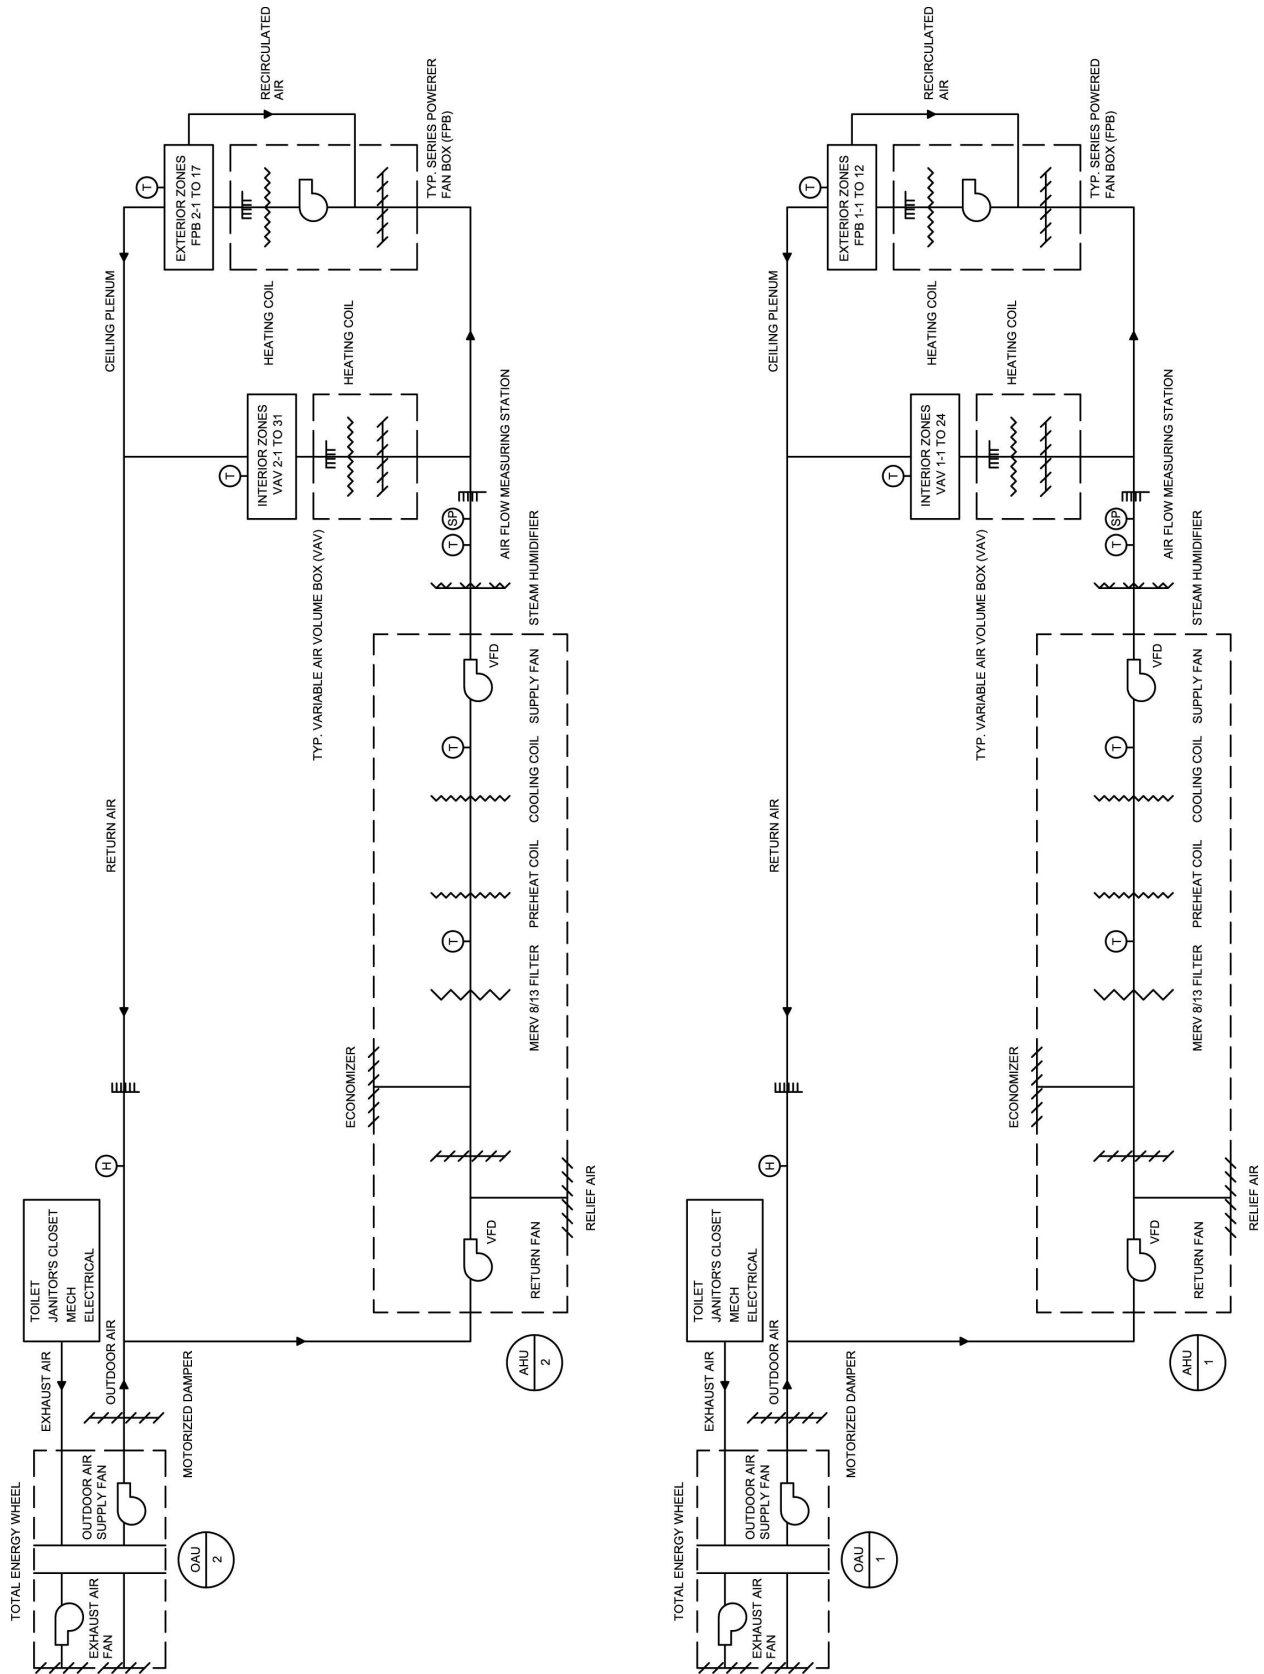 TOTAL ENERGY WHEEL
EXHAUST AIR
FAN
OUTDOOR AIR
SUPPLY FAN
OAU
2
EXHAUST AIR
OUTDOOR AIR
MOTORIZED DAMPER
TOILET
JANITOR'S CLOSET
MECH
ELECTRICAL
H
RETURN AIR
CEILING PLENUM
AHU
2
RETURN FAN
VFD
RELIEF AIR
ECONOMIZER
MERV 8/13 FILTER
T
PREHEAT COIL
COOLING COIL
T
SUPPLY FAN
VFD
STEAM HUMIDIFIER
T
SP
AIR FLOW MEASURING STATION
TYP. VARIABLE AIR VOLUME BOX (VAV)
T
INTERIOR ZONES
VAV 2-1 TO 31
HEATING COIL
HEATING COIL
T
EXTERIOR ZONES
FPB 2-1 TO 17
RECIRCULATED
AIR
TYP. SERIES POWERER
FAN BOX (FPB)
TOTAL ENERGY WHEEL
EXHAUST AIR
FAN
OUTDOOR AIR
SUPPLY FAN
OAU
1
EXHAUST AIR
OUTDOOR AIR
MOTORIZED DAMPER
TOILET
JANITOR'S CLOSET
MECH
ELECTRICAL
H
RETURN AIR
CEILING PLENUM
AHU
1
RETURN FAN
VFD
RELIEF AIR
ECONOMIZER
MERV 8/13 FILTER
T
PREHEAT COIL
COOLING COIL
T
SUPPLY FAN
VFD
STEAM HUMIDIFIER
T
SP
AIR FLOW MEASURING STATION
TYP. VARIABLE AIR VOLUME BOX (VAV)
T
INTERIOR ZONES
VAV 1-1 TO 24
HEATING COIL
HEATING COIL
T
EXTERIOR ZONES
FPB 1-1 TO 12
RECIRCULATED
AIR
TYP. SERIES POWERED
FAN BOX (FPB)